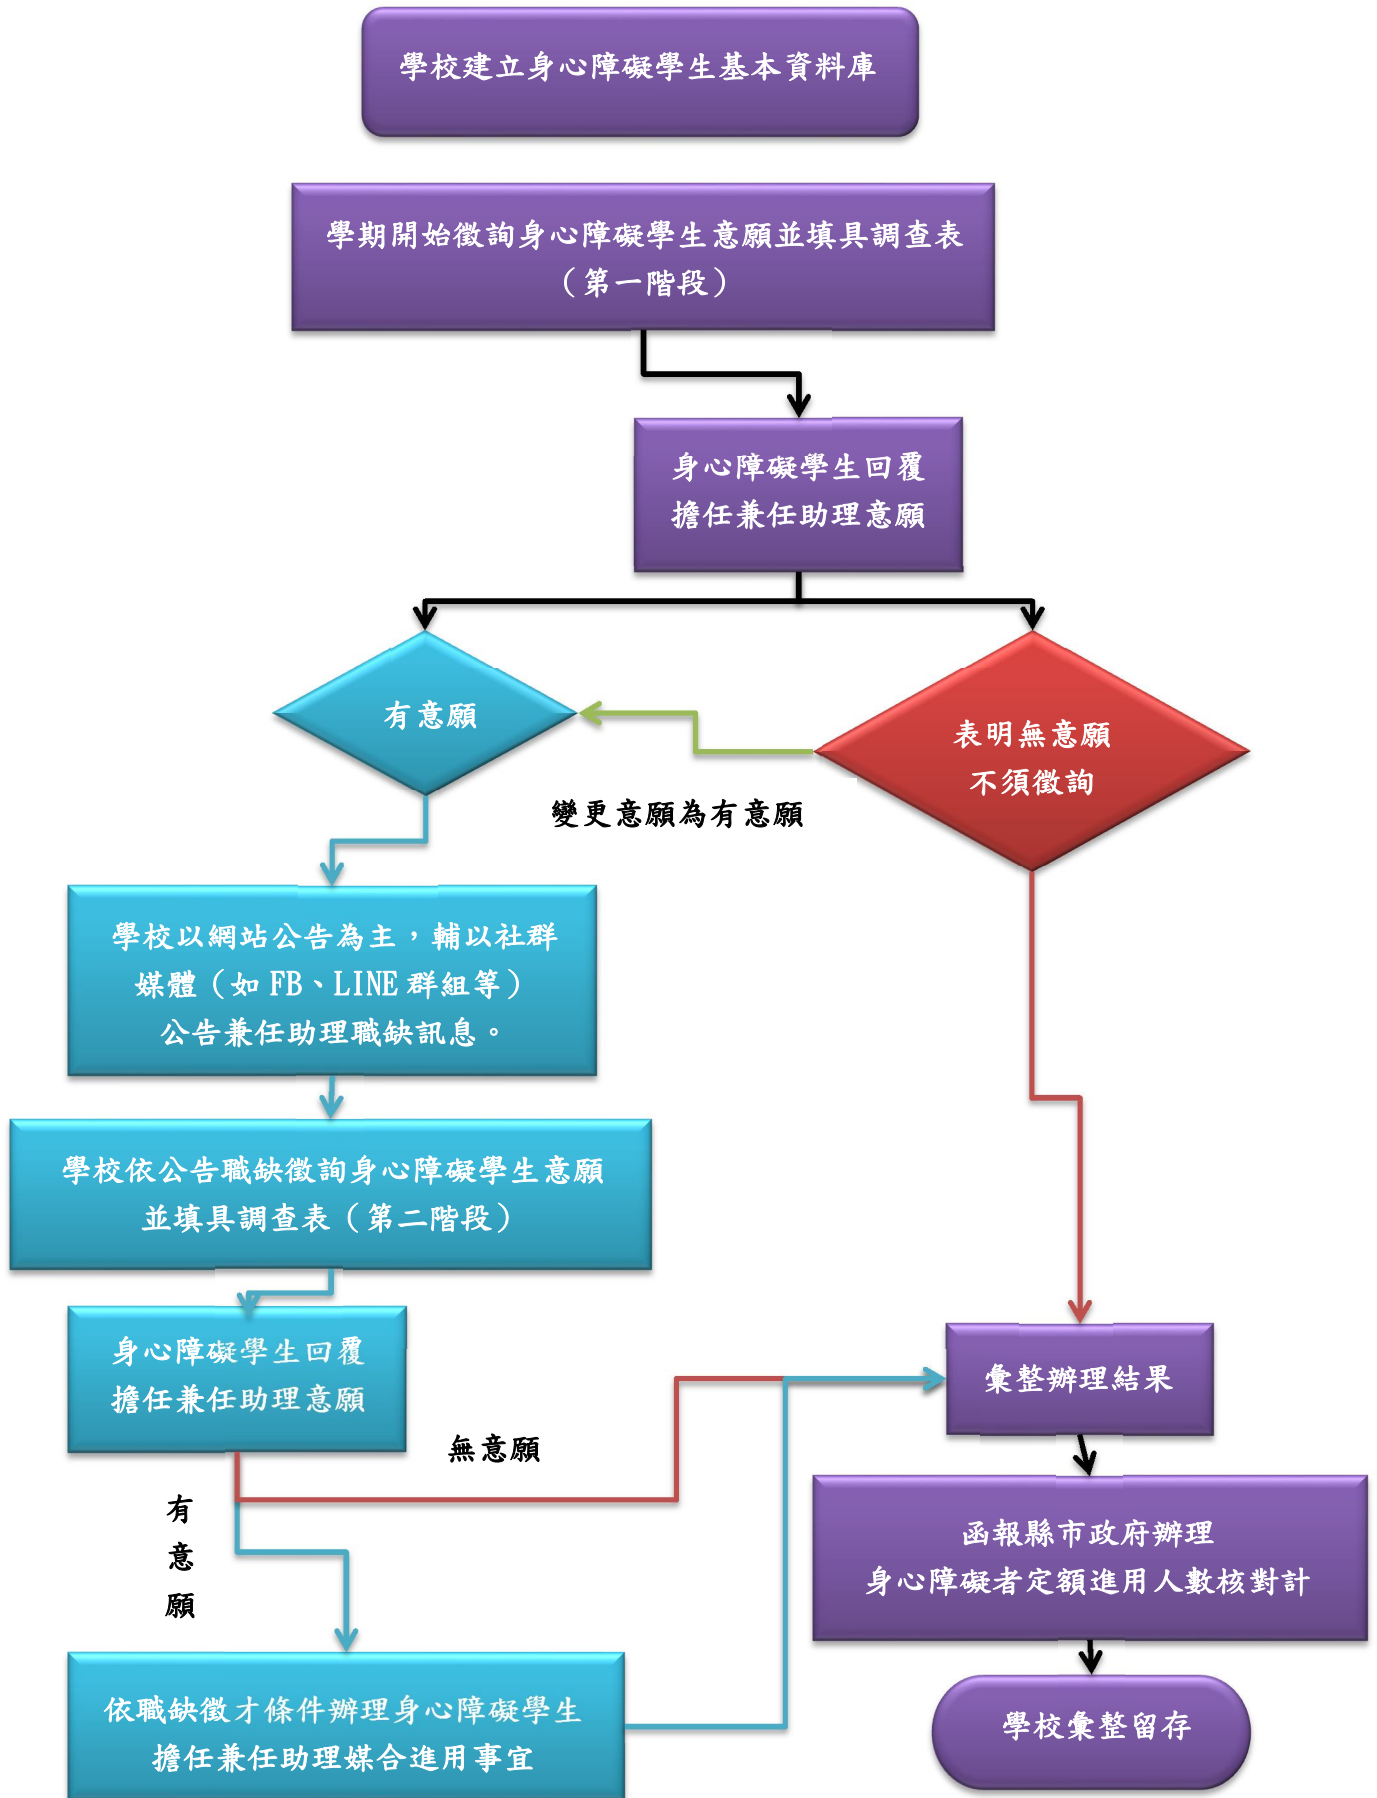 學校建立身心障礙學生基本資料庫
學期開始徵詢身心障礙學生意願並填具調查表
（第一階段）
身心障礙學生回覆
擔任兼任助理意願
有意願
表明無意願
不須徵詢
變更意願為有意願
學校以網站公告為主，輔以社群
媒體（如 FB、LINE 群組等）
公告兼任助理職缺訊息。
學校依公告職缺徵詢身心障礙學生意願
並填具調查表（第二階段）
身心障礙學生回覆
擔任兼任助理意願
彙整辦理結果
無意願
有
意
願
函報縣市政府辦理
身心障礙者定額進用人數核對計
依職缺徵才條件辦理身心障礙學生
擔任兼任助理媒合進用事宜
學校彙整留存